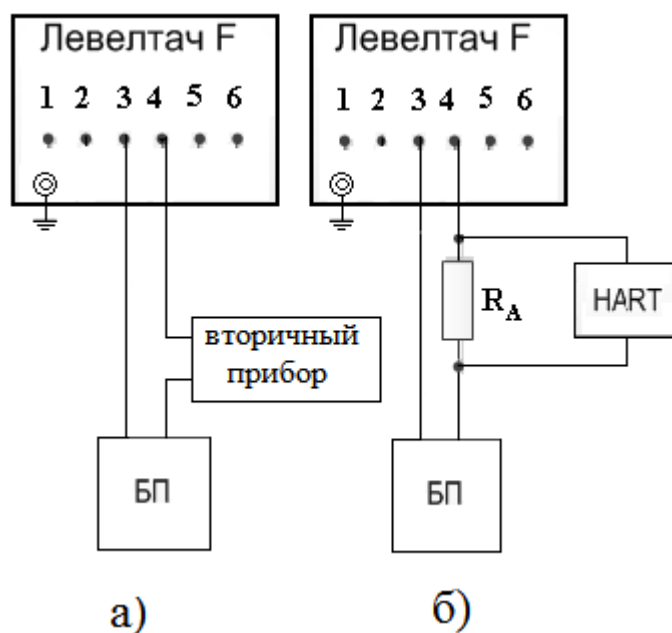 Левелтач F
1 2 3 4 5 6
Левелтач F
1 2 3 4 5 6
вторичный
прибор
R_A
HART
БП
БП
а)
б)